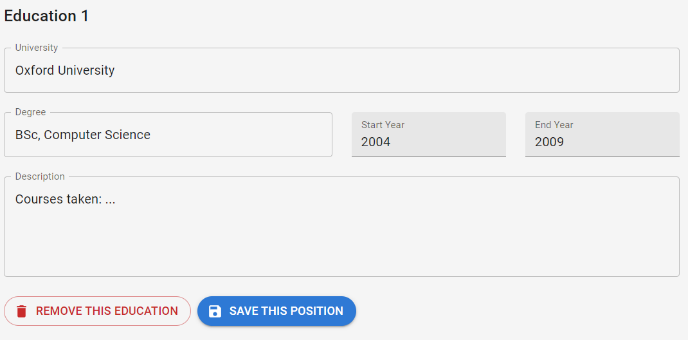 Education 1
University
Oxford University
Degree
BSc, Computer Science
Start Year
2004
End Year
2009
Description
Courses taken: ...
REMOVE THIS EDUCATION
SAVE THIS POSITION